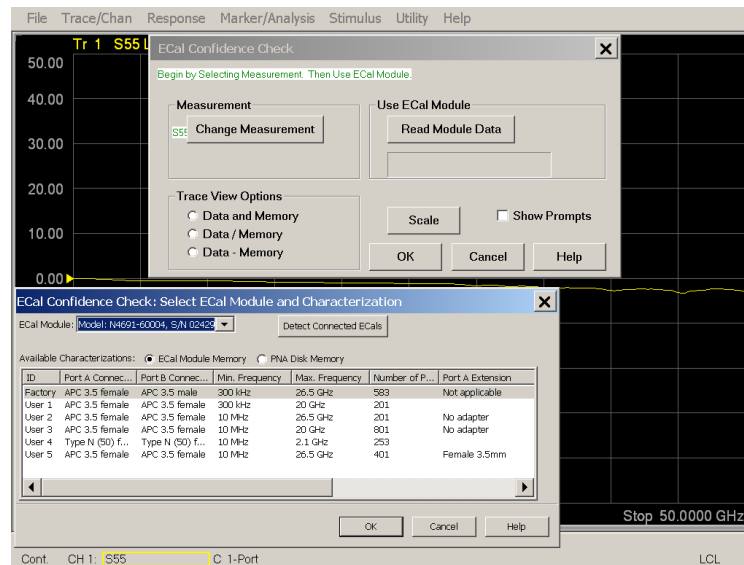 File Trace/Chan Response Marker/Analysis Stimulus Utility Help
Tr 1 S55 L
50.00
40.00
30.00
20.00
10.00
0.00
ECal Confidence Check
Begin by Selecting Measurement. Then Use ECal Module.
Measurement
S55
Change Measurement
Use ECal Module
Read Module Data
Trace View Options
Data and Memory
Data / Memory
Data - Memory
Scale
Show Prompts
OK Cancel Help
ECal Confidence Check: Select ECal Module and Characterization
ECal Module: Model: N4691-60004, S/N 02429 Detect Connected ECals
Available Characterizations: ECal Module Memory PNA Disk Memory
ID Port A Connec... Port B Connec... Min. Frequency Max. Frequency Number of P... Port A Extension
Factory APC 3.5 female APC 3.5 male 300 kHz 26.5 GHz 583 Not applicable
User 1 APC 3.5 female APC 3.5 female 300 kHz 20 GHz 201
User 2 APC 3.5 female APC 3.5 female 10 MHz 26.5 GHz 201 No adapter
User 3 APC 3.5 female APC 3.5 female 10 MHz 20 GHz 801 No adapter
User 4 Type N (50) f... Type N (50) f... 10 MHz 2.1 GHz 253
User 5 APC 3.5 female APC 3.5 female 10 MHz 26.5 GHz 401 Female 3.5mm
OK Cancel Help
Stop 50.0000 GHz
Cont. CH 1: S55 C 1-Port LCL